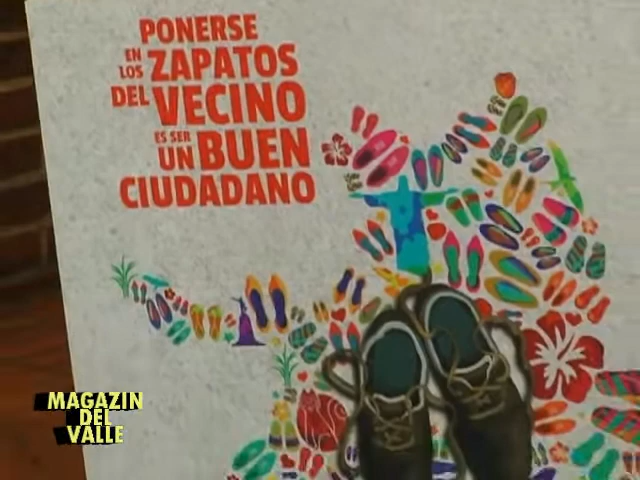 PONERSE
EN LOS ZAPATOS
DEL VECINO
ES SER UN BUEN
CIUDADANO
MAGAZIN
DEL
VALLE